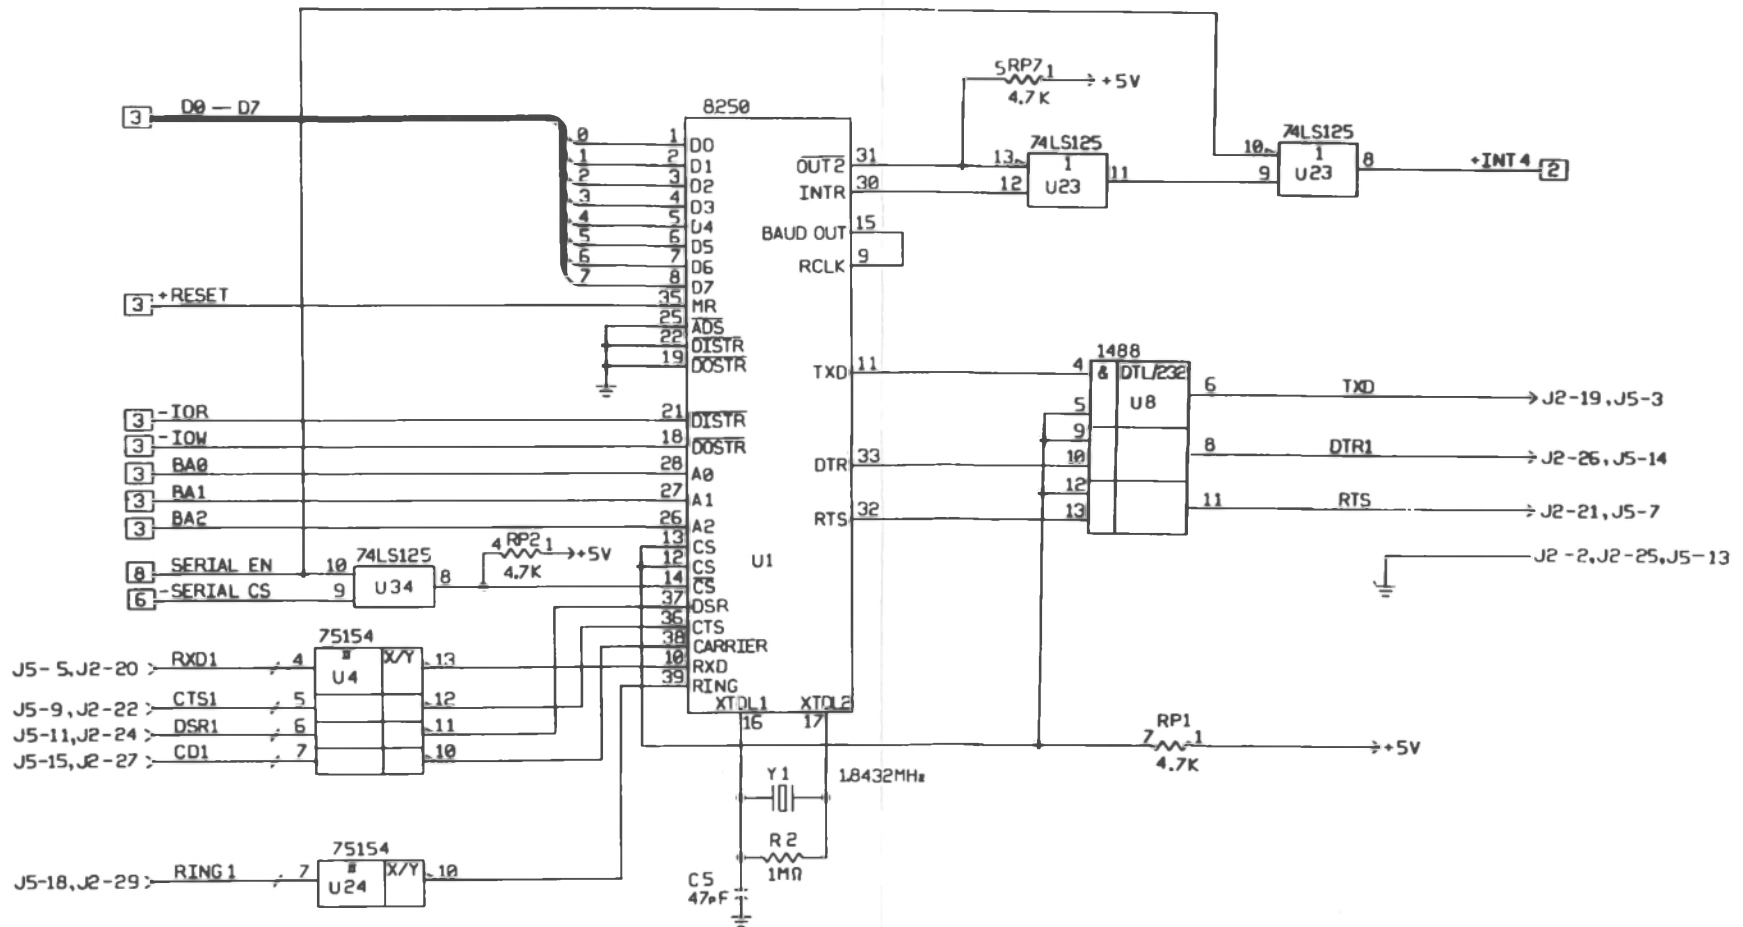 5 RP7 1
+5V
4.7K
3 D0 — D7
8250
74LS125
74LS125
0 1 D0
1 2 D1
2 3 D2
3 4 D3
4 5 D4
5 6 D5
6 7 D6
7 8 D7
OUT2 31
13 1 11
INTR 30
12 U23
10 1 8
9 U23
+INT4 2
BAUD OUT 15
RCLK 9
3 +RESET 35 MR
25 ADS
22 DISTR
19 DOSTR
TXD 11
1488
4 & DTL/232 6 TXD J2-19,J5-3
5 U8
3 -IOR 21 DISTR
3 -IOW 18 DOSTR
9
8 DTR1 J2-26,J5-14
3 BA0 28 A0
DTR 33 10
3 BA1 27 A1
12
3 BA2 26 A2
RTS 32 13
11 RTS J2-21,J5-7
13 CS
12 CS
14 CS
U1
4 RP2 1
+5V
4.7K
74LS125
8 SERIAL EN 10
U34 8
6 -SERIAL CS 9
J2-2,J2-25,J5-13
37 DSR
36 CTS
38 CARRIER
10 RXD
39 RING
75154
J5-5,J2-20 RXD1 4 # X/Y 13
U4
J5-9,J2-22 CTS1 5 12
J5-11,J2-24 DSR1 6 11
J5-15,J2-27 CD1 7 10
XTOL1 XTOL2
16 17
RP1
7 1
+5V
4.7K
Y1 1.8432MHz
R2
1MΩ
75154
J5-18,J2-29 RING1 7 # X/Y 10
U24
C5
47pF